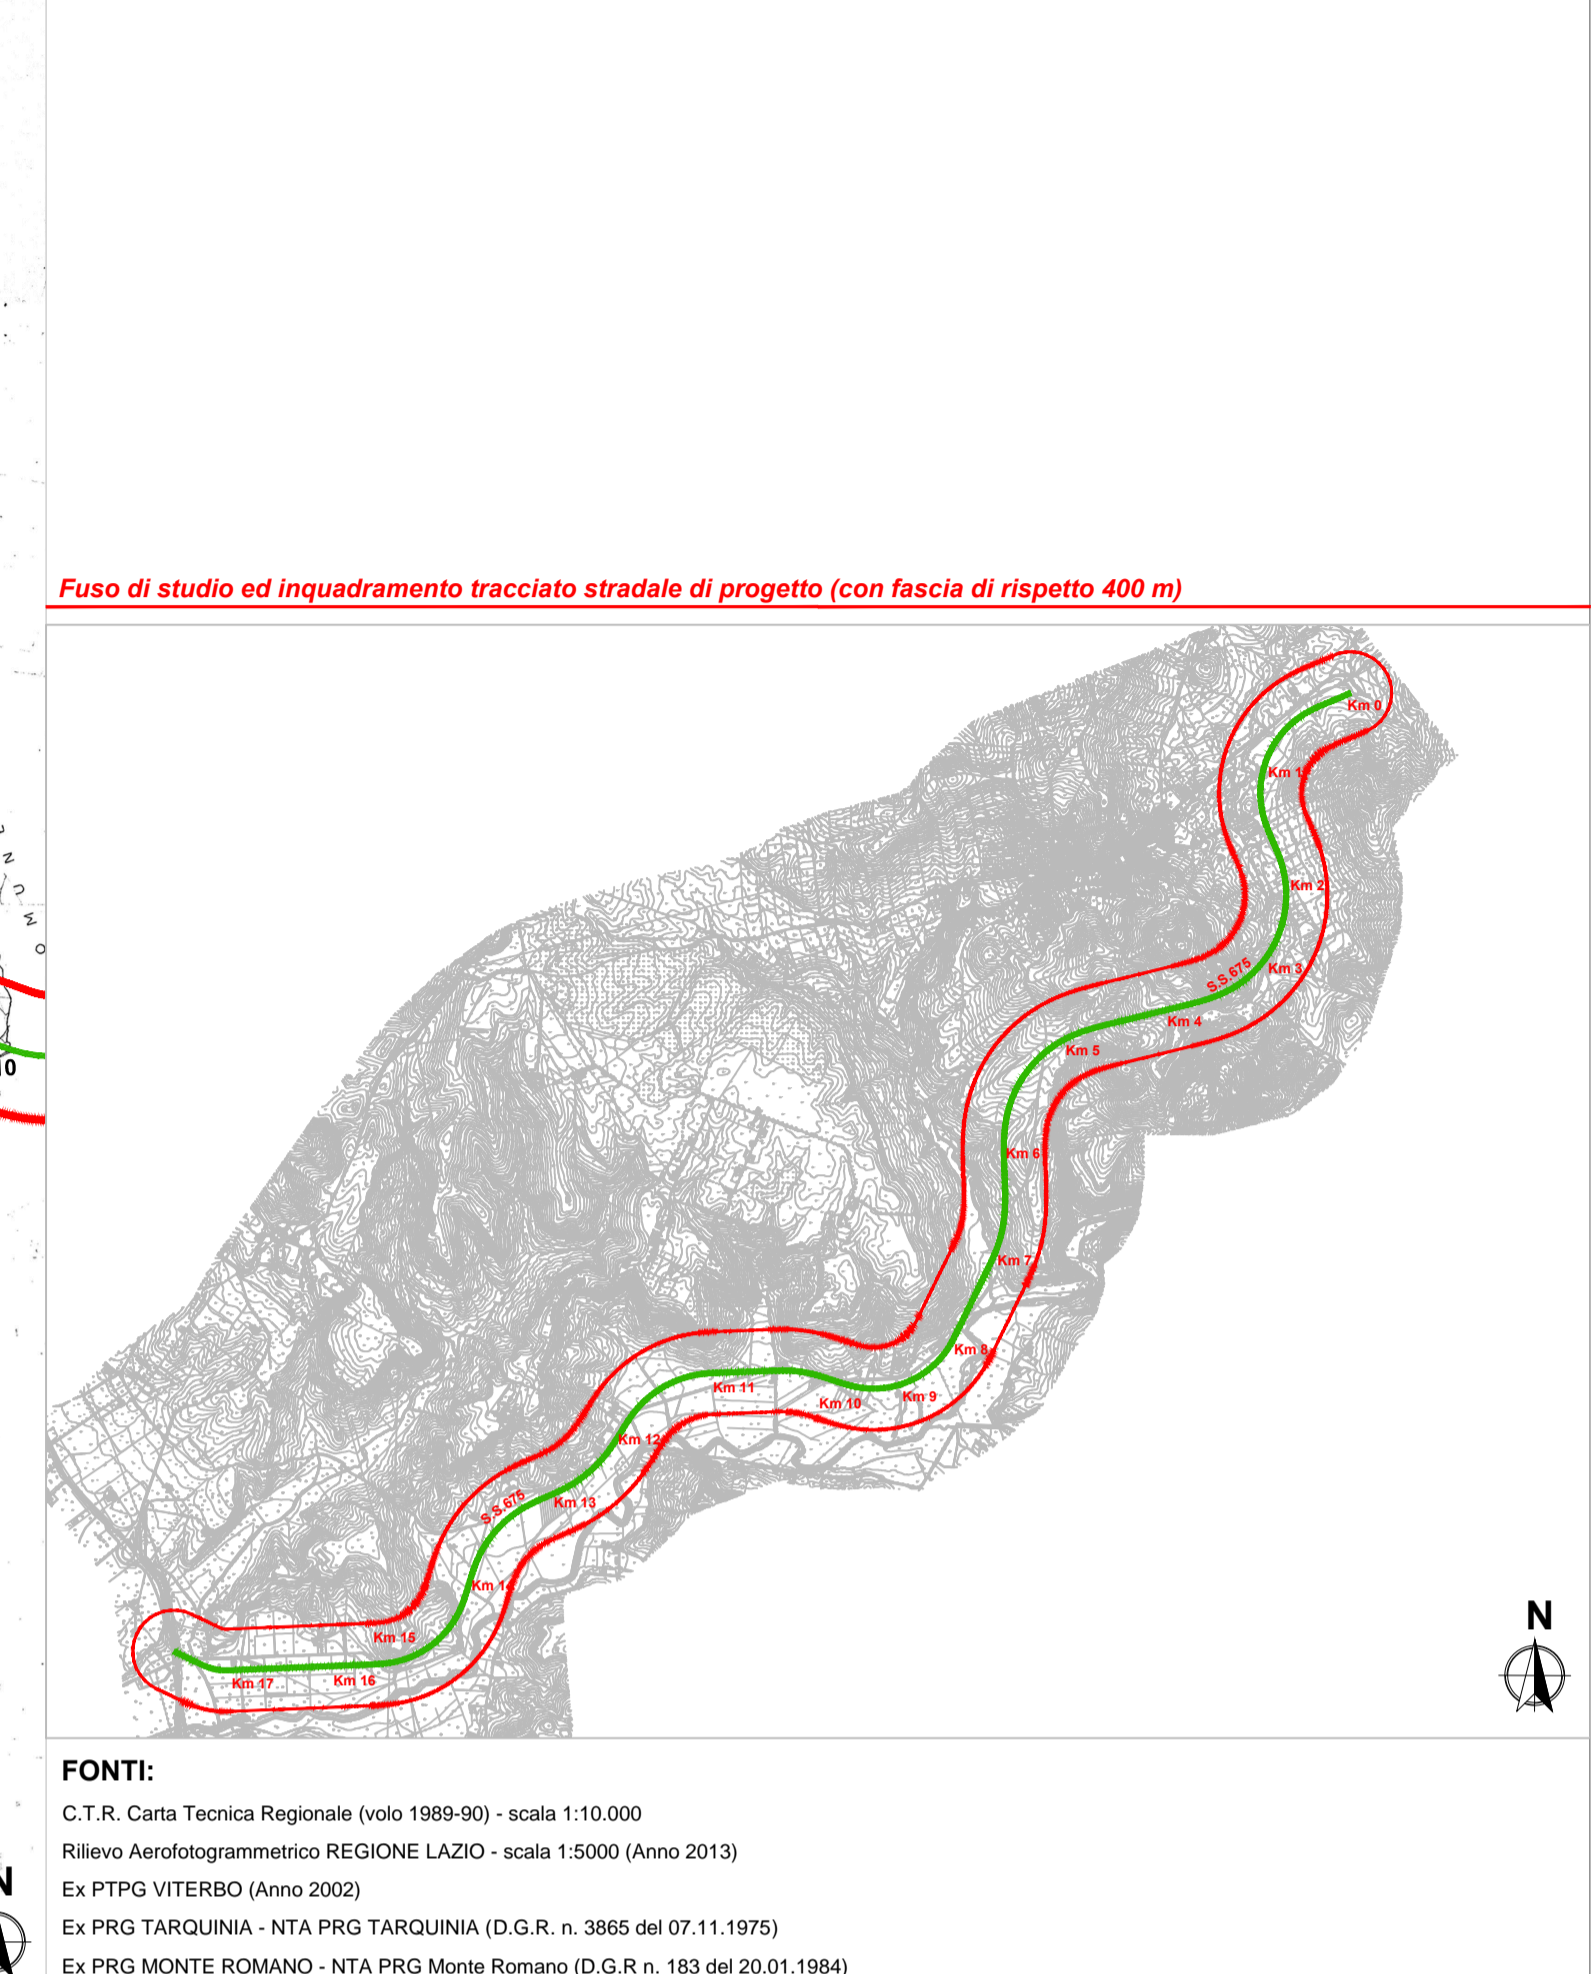 Fuso di studio ed inquadramento tracciato stradale di progetto (con fascia di rispetto 400 m)
Km 0
Km 1
Km 2
Km 3
S.S.675
Km 4
Km 5
Km 6
Km 7
Km 8
Km 9
Km 10
Km 11
Km 12
Km 13
S.S.675
Km 14
Km 15
Km 16
Km 17
N
FONTI:
C.T.R. Carta Tecnica Regionale (volo 1989-90) - scala 1:10.000
Rilievo Aerofotogrammetrico REGIONE LAZIO - scala 1:5000 (Anno 2013)
Ex PTPG VITERBO (Anno 2002)
Ex PRG TARQUINIA - NTA PRG TARQUINIA (D.G.R. n. 3865 del 07.11.1975)
Ex PRG MONTE ROMANO - NTA PRG Monte Romano (D.G.R n. 183 del 20.01.1984)
N